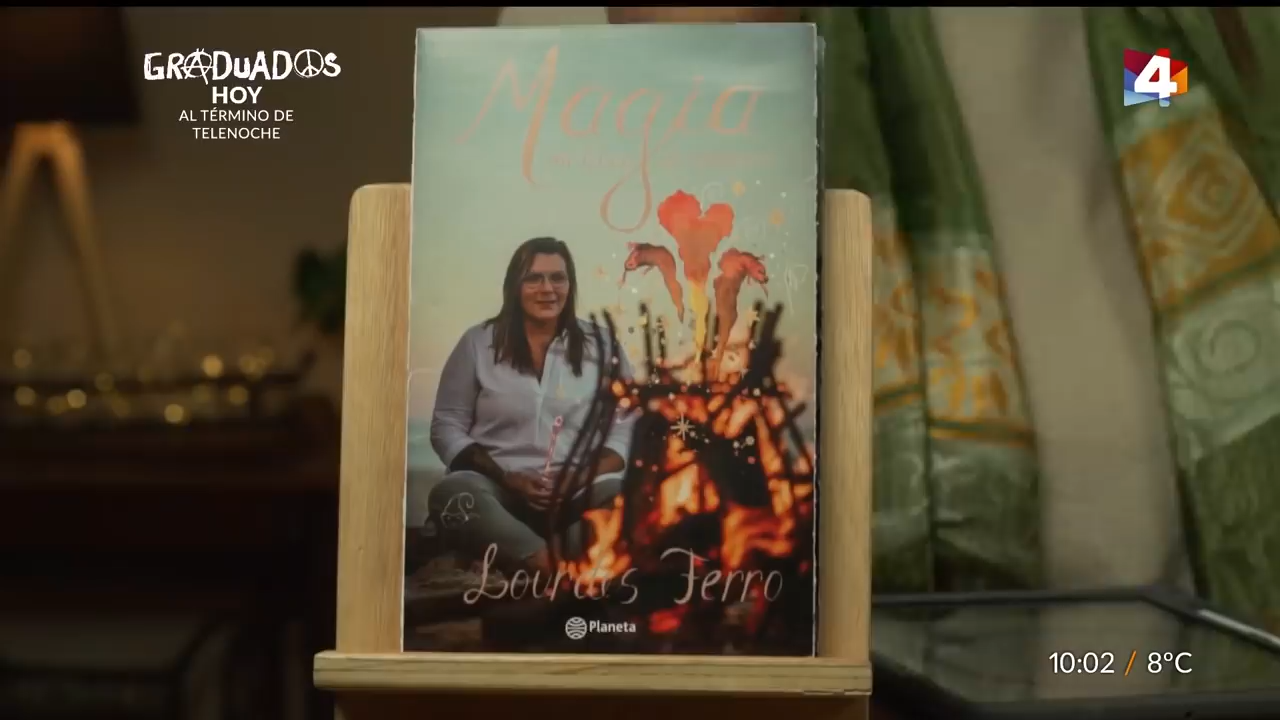 GRADUADOS
HOY
AL TÉRMINO DE
TELENOCHE
4
Magia
Lourdes Ferro
Planeta
10:02 / 8°C